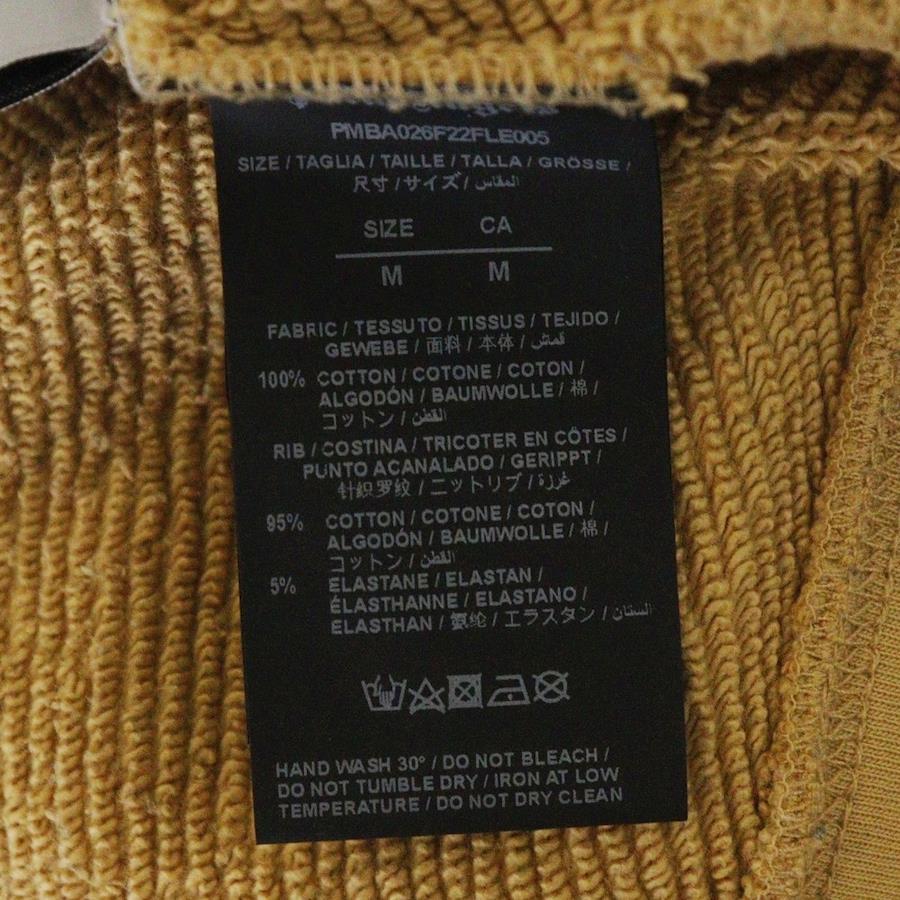 PMBA026F22FLE005
SIZE / TAGLIA / TAILLE / TALLA / GRÖSSE /
尺寸 / サイズ / المقاس
SIZE CA
M M
FABRIC / TESSUTO / TISSUS / TEJIDO /
GEWEBE / 面料 / 本体 / قماش
100% COTTON / COTONE / COTON /
ALGODÓN / BAUMWOLLE / 棉 /
コットン / القطن
RIB / COSTINA / TRICOTER EN CÔTES /
PUNTO ACANALADO / GERIPPT /
针织罗纹 / ニットリブ / غرزة
95% COTTON / COTONE / COTON /
ALGODÓN / BAUMWOLLE / 棉 /
コットン / القطن
5% ELASTANE / ELASTAN /
ÉLASTHANNE / ELASTANO /
ELASTHAN / 氨纶 / エラスタン /
HAND WASH 30° / DO NOT BLEACH /
DO NOT TUMBLE DRY / IRON AT LOW
TEMPERATURE / DO NOT DRY CLEAN